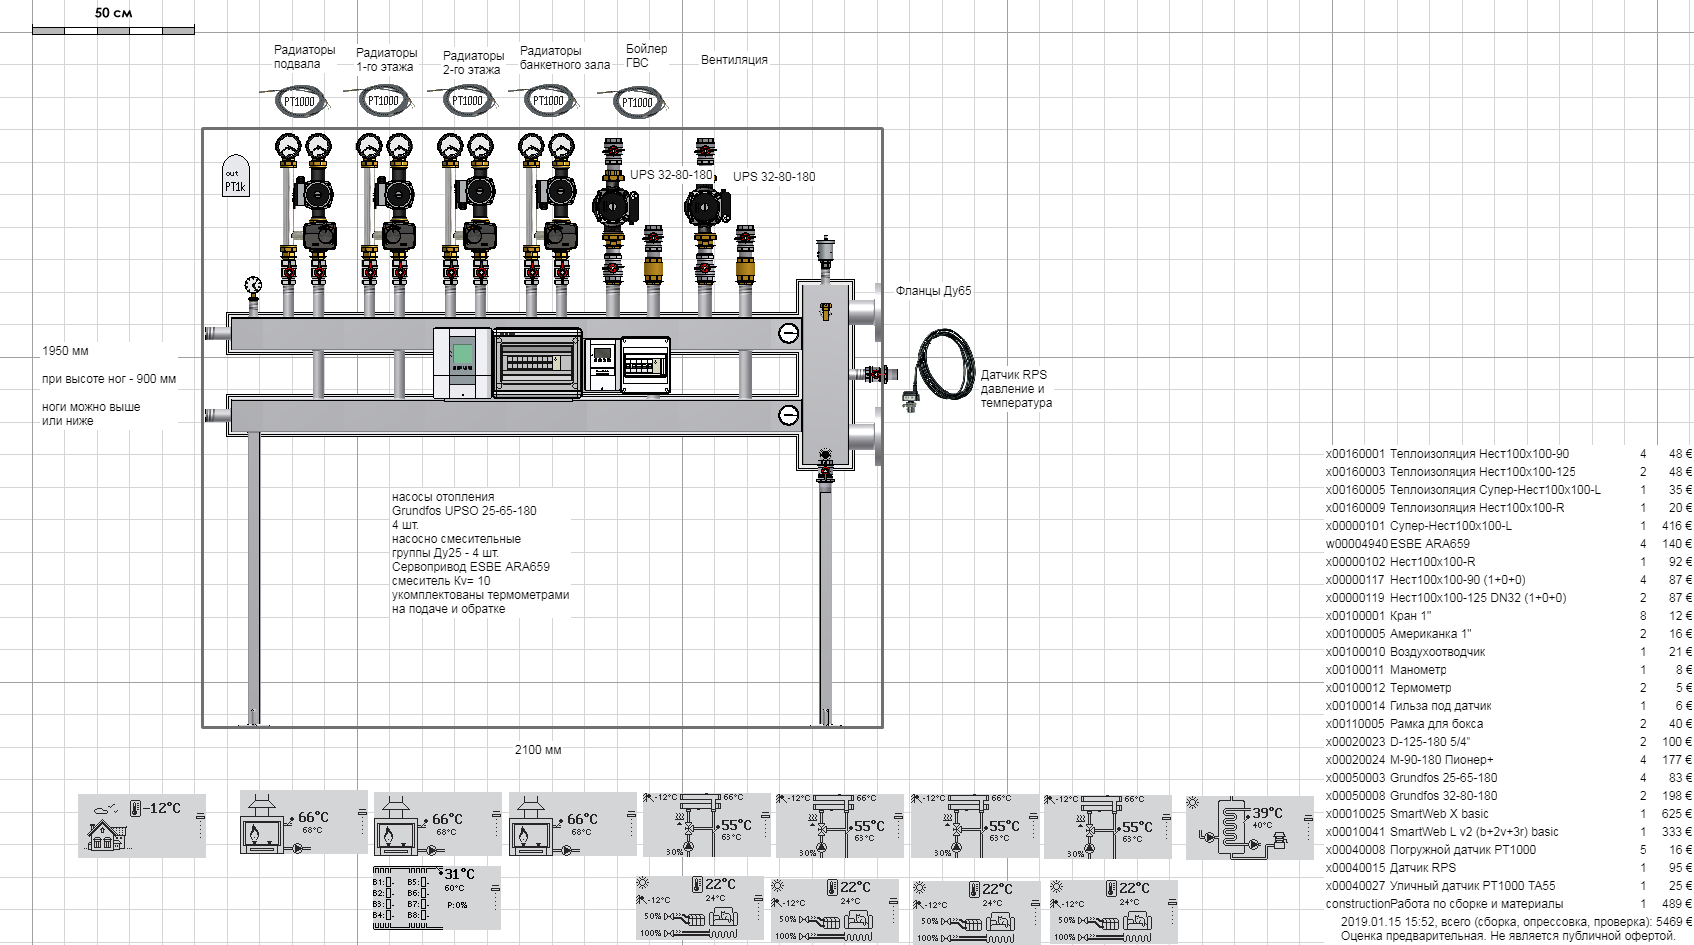 50 см
Радиаторы
подвала
Радиаторы
1-го этажа
Радиаторы
2-го этажа
Радиаторы
банкетного зала
Бойлер
ГВС
Вентиляция
PT1000
PT1000
PT1000
PT1000
PT1000
out
PT1k
UPS 32-80-180
UPS 32-80-180
Фланцы Ду65
1950 мм
при высоте ног - 900 мм
ноги можно выше
или ниже
Датчик RPS
давление и
температура
насосы отопления
Grundfos UPSO 25-65-180
4 шт.
насосно смесительные
группы Ду25 - 4 шт.
Сервопривод ESBE ARA659
смеситель Kv= 10
укомплектованы термометрами
на подаче и обратке
2100 мм
x00160001 Теплоизоляция Нест100х100-90 4 48 €
x00160003 Теплоизоляция Нест100х100-125 2 48 €
x00160005 Теплоизоляция Супер-Нест100х100-L 1 35 €
x00160009 Теплоизоляция Нест100х100-R 1 20 €
x00000101 Супер-Нест100х100-L 1 416 €
w00004940 ESBE ARA659 4 140 €
x00000102 Нест100х100-R 1 92 €
x00000117 Нест100х100-90 (1+0+0) 4 87 €
x00000119 Нест100х100-125 DN32 (1+0+0) 2 87 €
x00100001 Кран 1" 8 12 €
x00100005 Американка 1" 2 16 €
x00100010 Воздухоотводчик 1 21 €
x00100011 Манометр 1 8 €
x00100012 Термометр 2 5 €
x00100014 Гильза под датчик 1 6 €
x00110005 Рамка для бокса 2 40 €
x00020023 D-125-180 5/4" 2 100 €
x00020024 M-90-180 Пионер+ 4 177 €
x00050003 Grundfos 25-65-180 4 83 €
x00050008 Grundfos 32-80-180 2 198 €
x00010025 SmartWeb X basic 1 625 €
x00010041 SmartWeb L v2 (b+2v+3r) basic 1 333 €
x00040008 Погружной датчик PT1000 5 16 €
x00040015 Датчик RPS 1 95 €
x00040027 Уличный датчик PT1000 TA55 1 25 €
constructionРабота по сборке и материалы 1 489 €
2019.01.15 15:52, всего (сборка, опрессовка, проверка): 5469 €
Оценка предварительная. Не является публичной офертой.
-12°C
66°C
68°C
66°C
68°C
66°C
68°C
-12°C 66°C
55°C
63°C
30%
-12°C 66°C
55°C
63°C
30%
-12°C 66°C
55°C
63°C
30%
-12°C 66°C
55°C
63°C
30%
39°C
40°C
31°C
60°C
P:0%
B1: B5:
B2: B6:
B3: B7:
B4: B8:
22°C
-12°C 24°C
50%
100%
22°C
-12°C 24°C
50%
100%
22°C
-12°C 24°C
50%
100%
22°C
-12°C 24°C
50%
100%